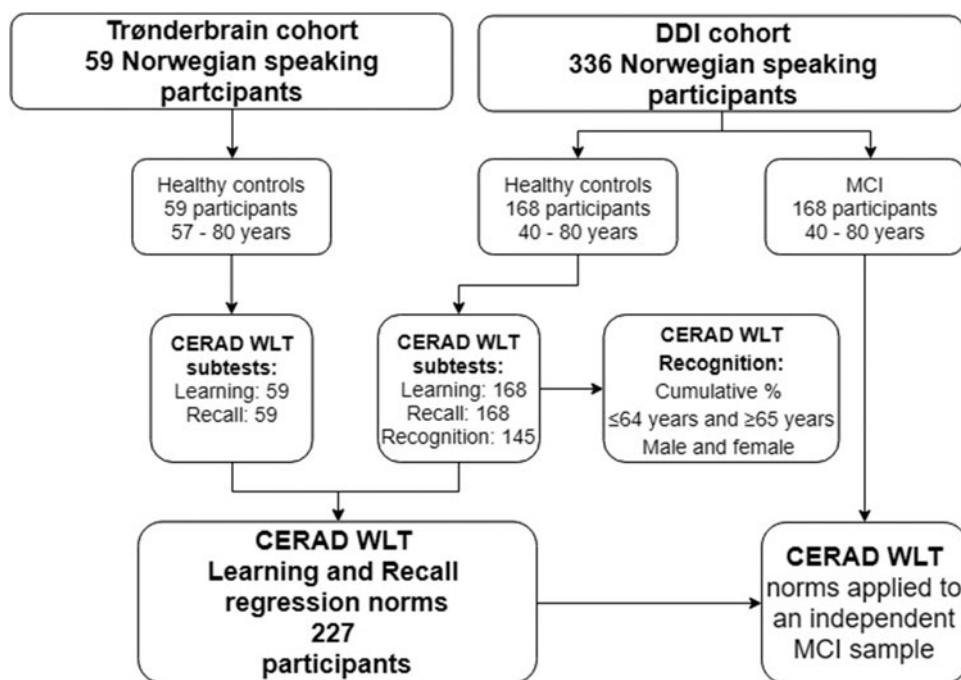 Trønderbrain cohort
59 Norwegian speaking
partcipants
DDI cohort
336 Norwegian speaking
participants
Healthy controls
59 participants
57 - 80 years
Healthy controls
168 participants
40 - 80 years
MCI
168 participants
40 - 80 years
CERAD WLT
subtests:
Learning: 59
Recall: 59
CERAD WLT
subtests:
Learning: 168
Recall: 168
Recognition: 145
CERAD WLT
Recognition:
Cumulative %
≤64 years and ≥65 years
Male and female
CERAD WLT
Learning and Recall
regression norms
227
participants
CERAD WLT
norms applied to
an independent
MCI sample